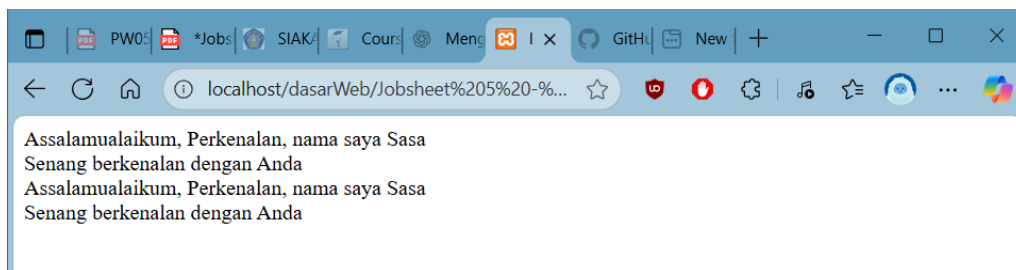 PW05 *Jobs SIAKA Cours Meng I GitHu New
localhost/dasarWeb/Jobsheet%205%20-%...
Assalamualaikum, Perkenalan, nama saya Sasa
Senang berkenalan dengan Anda
Assalamualaikum, Perkenalan, nama saya Sasa
Senang berkenalan dengan Anda